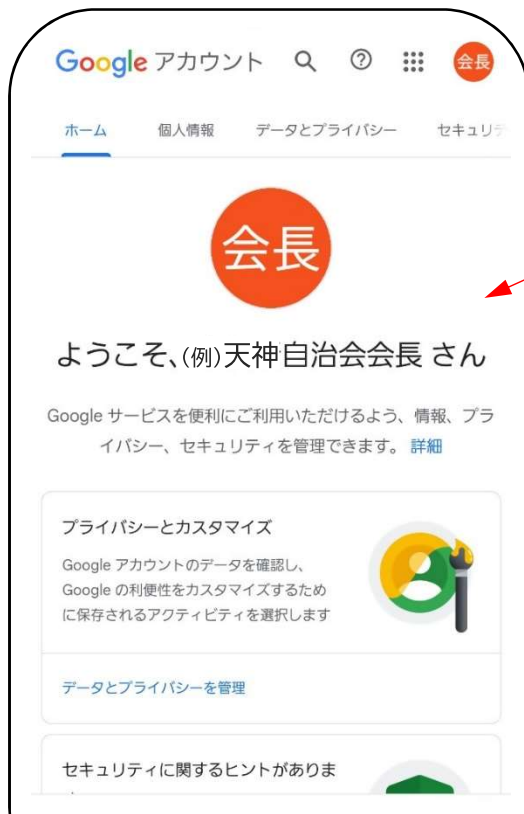 Google アカウント 会長
ホーム 個人情報 データとプライバシー セキュリテ
会長
ようこそ、(例)天神自治会会長 さん
Google サービスを便利にご利用いただけるよう、情報、プラ
イバシー、セキュリティを管理できます。 詳細
プライバシーとカスタマイズ
Google アカウントのデータを確認し、
Google の利便性をカスタマイズするため
に保存されるアクティビティを選択します
データとプライバシーを管理
セキュリティに関するヒントがありま